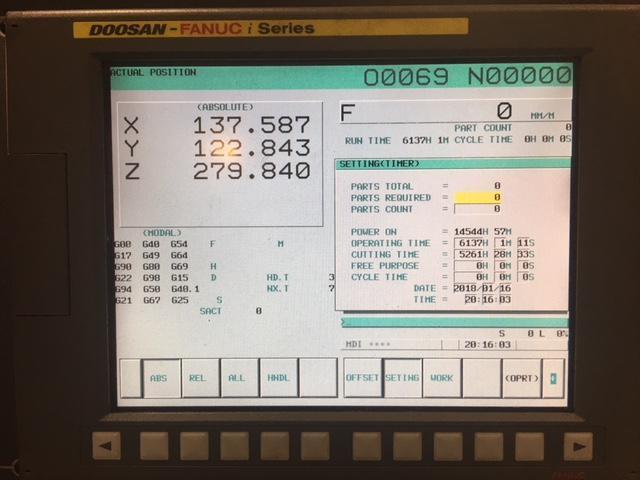 DOOSAN-FANUC i Series
ACTUAL POSITION O0069 N00000
(ABSOLUTE)
X 137.587
Y 122.843
Z 279.840
F 0 MM/M
PART COUNT 0
RUN TIME 6137H 1M CYCLE TIME 0H 0M 0S
SETTING(TIMER)
PARTS TOTAL = 0
PARTS REQUIRED = 0
PARTS COUNT = 0
POWER ON = 14544H 57M
OPERATING TIME = 6137H 1M 11S
CUTTING TIME = 5261H 28M 33S
FREE PURPOSE = 0H 0M 0S
CYCLE TIME = 0H 0M 0S
DATE = 2018/01/16
TIME = 20:16:03
(MODAL)
G00 G40 G54 F M
G17 G49 G64
G90 G80 G69 H
G22 G98 G15 D HD.T 3
G94 G50 G40.1 NX.T 7
G21 G67 G25 S
SACT 0
S 0 L 0%
MDI **** 20:16:03
ABS REL ALL HNDL
OFFSET SETING WORK (OPRT)
FANUC